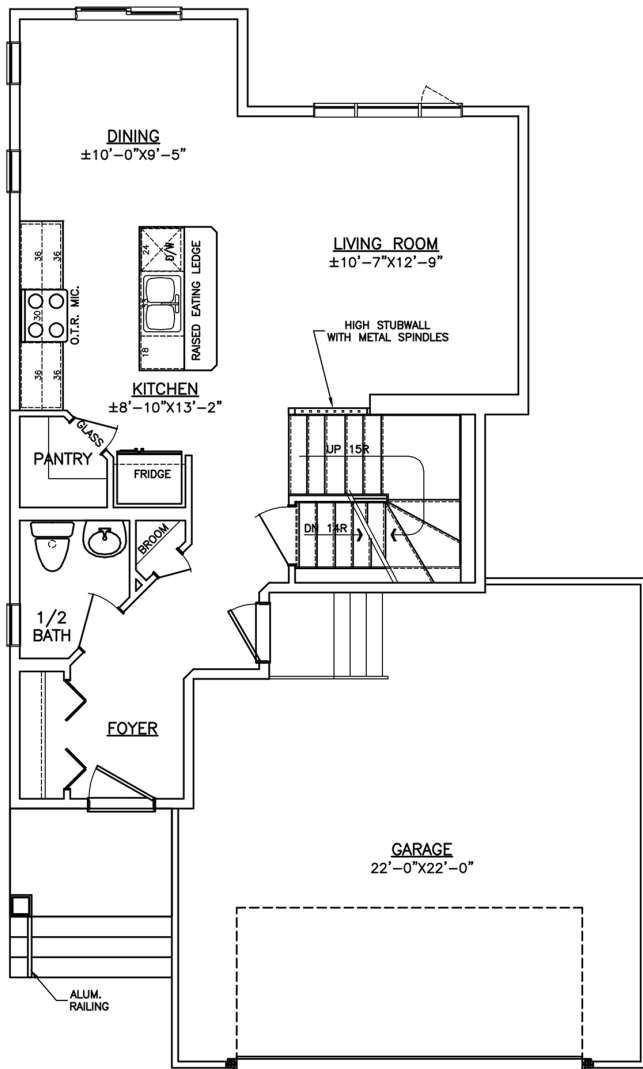 DINING
±10'-0"X9'-5"
LIVING ROOM
±10'-7"X12'-9"
24
D/W
RAISED EATING LEDGE
18
36
36
30
O.T.R. MIC.
36
36
HIGH STUBWALL
WITH METAL SPINDLES
KITCHEN
±8'-10"X13'-2"
GLASS
PANTRY
FRIDGE
UP 15R
DN 14R
BROOM
1/2
BATH
FOYER
GARAGE
22'-0"X22'-0"
ALUM.
RAILING